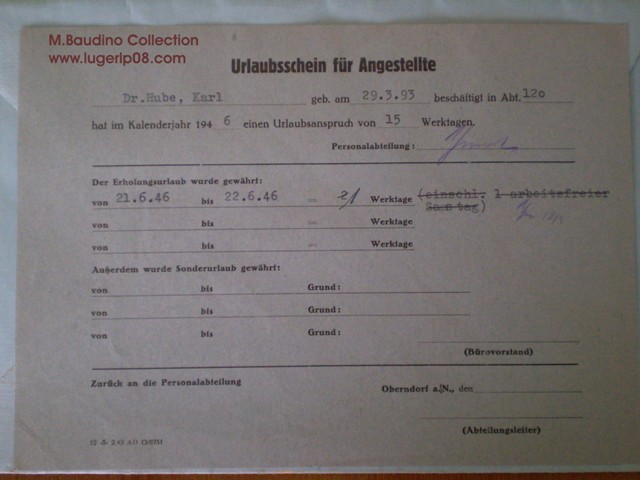 M.Baudino Collection
www.lugerlp08.com
Urlaubsschein für Angestellte
Dr.Hube, Karl geb. am 29.3.93 beschäftigt in Abt. 120
hat im Kalenderjahr 194 6 einen Urlaubsanspruch von 15 Werktagen.
Personalabteilung:
Der Erholungsurlaub wurde gewährt:
von 21.6.46 bis 22.6.46 = Werktage (einschl. 1 arbeitsfreier
Samstag)
von bis = Werktage
von bis = Werktage
Außerdem wurde Sonderurlaub gewährt:
von bis Grund:
von bis Grund:
von bis Grund:
(Bürovorstand)
Zurück an die Personalabteilung Oberndorf a./N., den
(Abteilungsleiter)